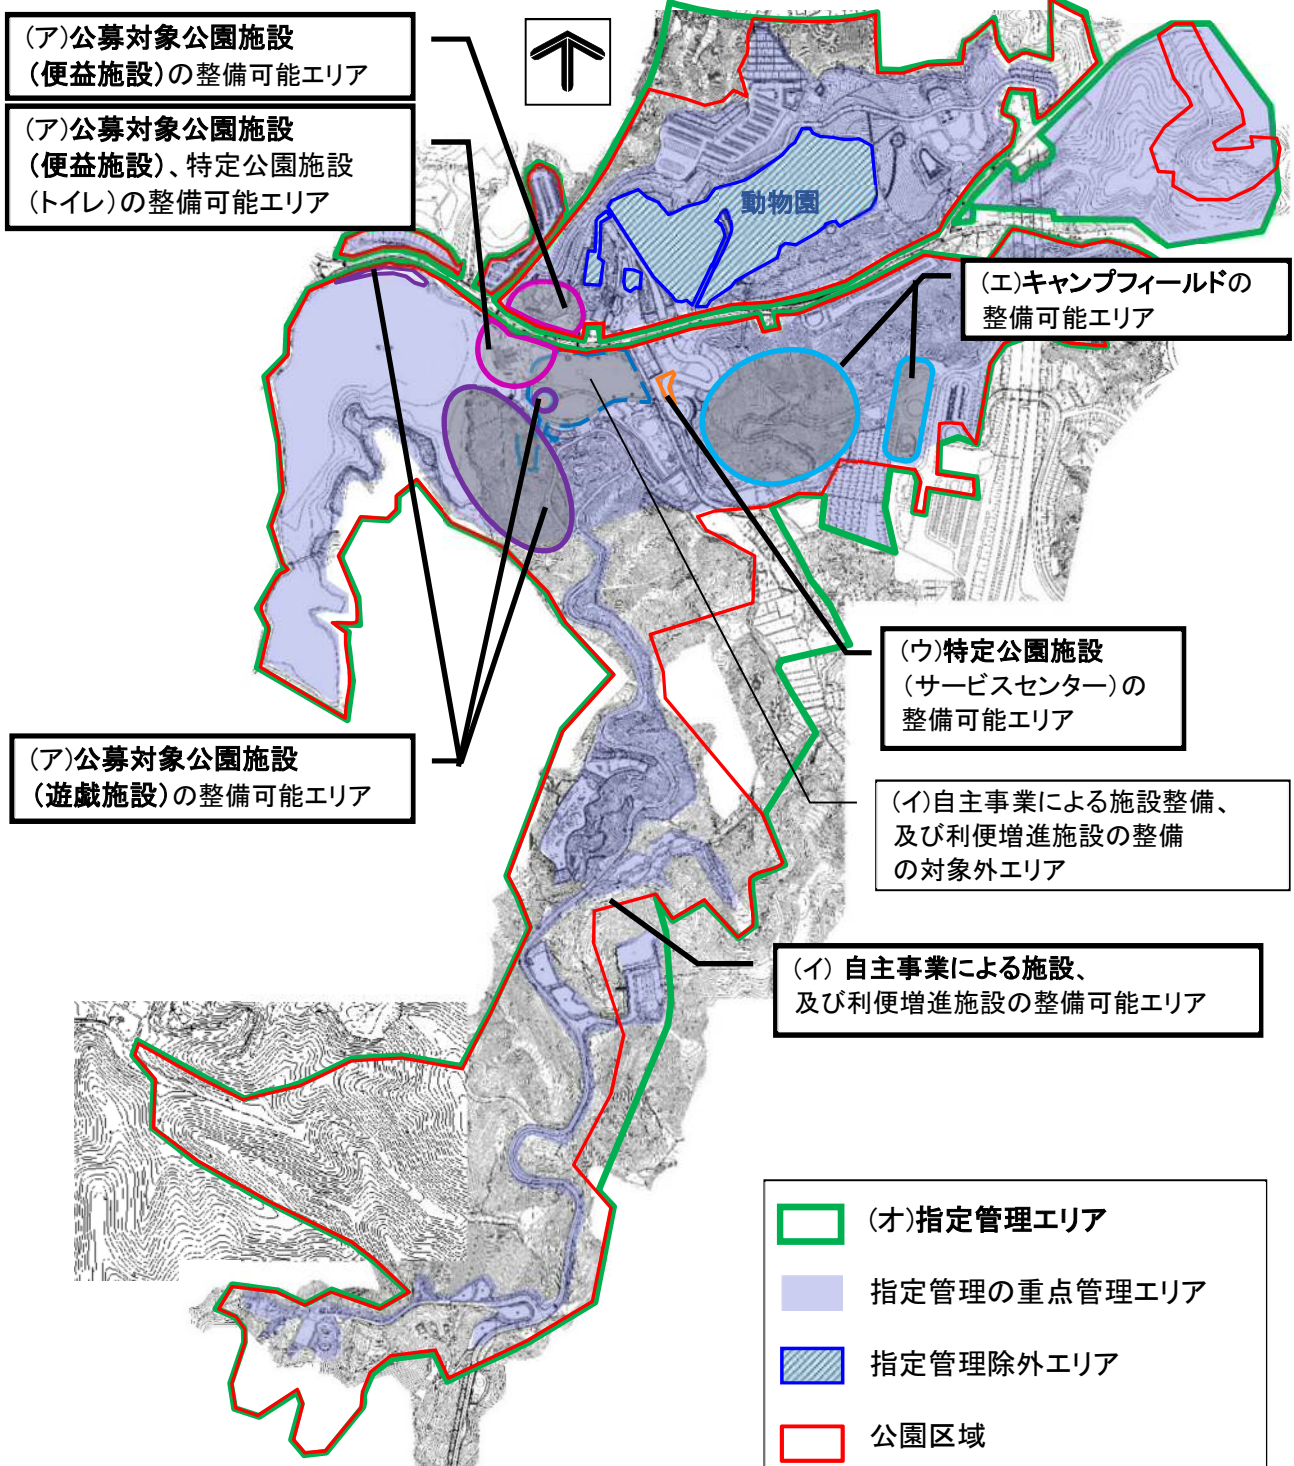 (ア)公募対象公園施設
(便益施設)の整備可能エリア
(ア)公募対象公園施設
(便益施設)、特定公園施設
(トイレ)の整備可能エリア
動物園
(エ)キャンプフィールドの
整備可能エリア
(ウ)特定公園施設
(サービスセンター)の
整備可能エリア
(ア)公募対象公園施設
(遊戯施設)の整備可能エリア
(イ)自主事業による施設整備、
及び利便増進施設の整備
の対象外エリア
(イ) 自主事業による施設、
及び利便増進施設の整備可能エリア
(オ)指定管理エリア
指定管理の重点管理エリア
指定管理除外エリア
公園区域